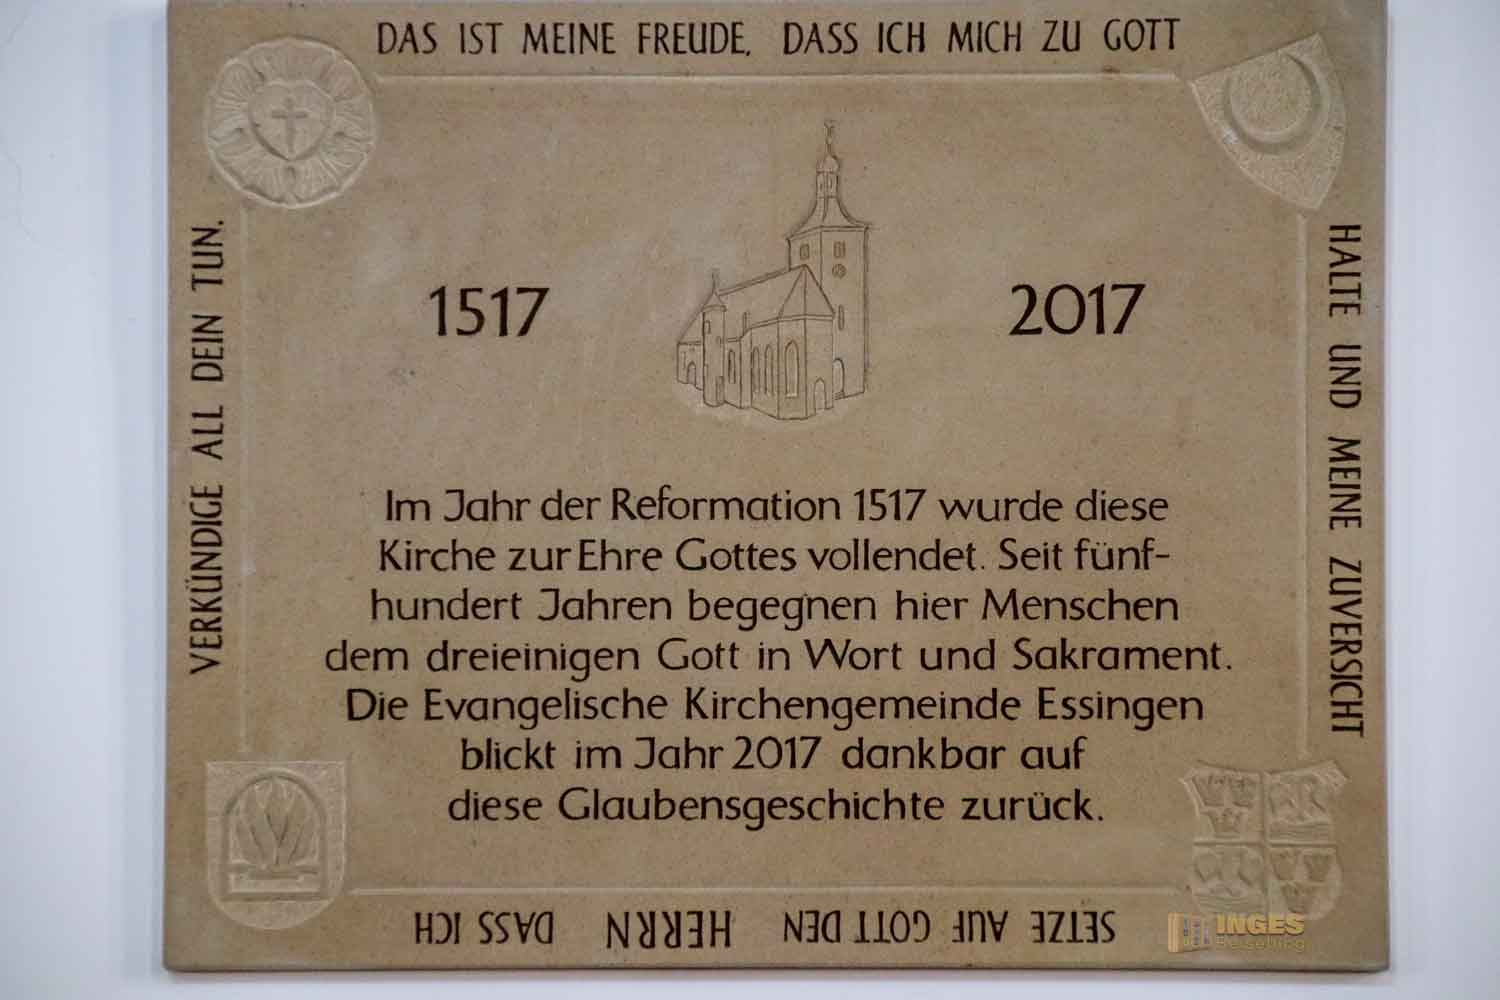 DAS IST MEINE FREUDE, DASS ICH MICH ZU GOTT
HALTE UND MEINE ZUVERSICHT
SETZE AUF GOTT DEN HERRN DASS ICH
VERKÜNDIGE ALL DEIN TUN.
1517
2017
Im Jahr der Reformation 1517 wurde diese
Kirche zur Ehre Gottes vollendet. Seit fünf-
hundert Jahren begegnen hier Menschen
dem dreieinigen Gott in Wort und Sakrament.
Die Evangelische Kirchengemeinde Essingen
blickt im Jahr 2017 dankbar auf
diese Glaubensgeschichte zurück.
INGES
Reiseblog